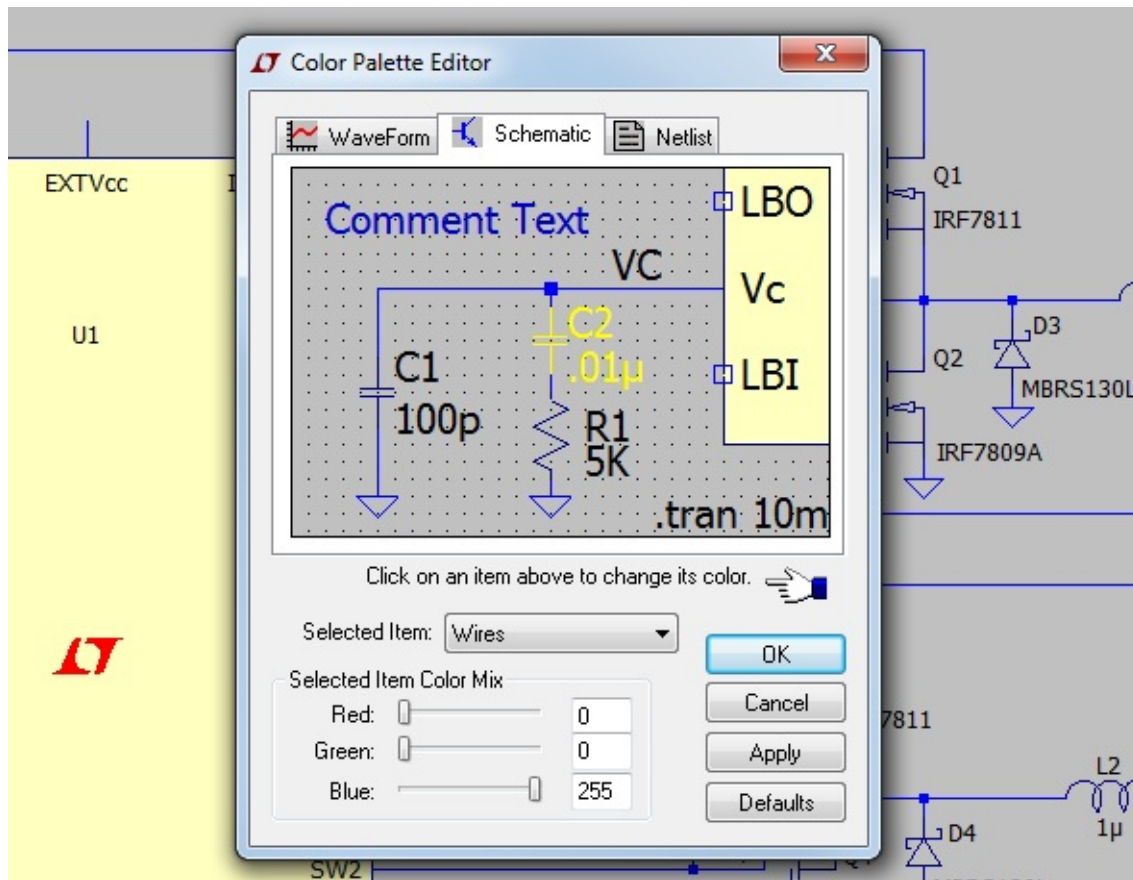 Color Palette Editor
WaveForm Schematic Netlist
EXTVcc
U1
SW2
Comment Text
LBO
VC
Vc
C2
.01µ
LBI
C1
100p
R1
5K
.tran 10m
Click on an item above to change its color.
Selected Item: Wires
Selected Item Color Mix
Red: 0
Green: 0
Blue: 255
OK
Cancel
Apply
Defaults
Q1
IRF7811
D3
Q2
MBRS130L
IRF7809A
7811
L2
1µ
D4